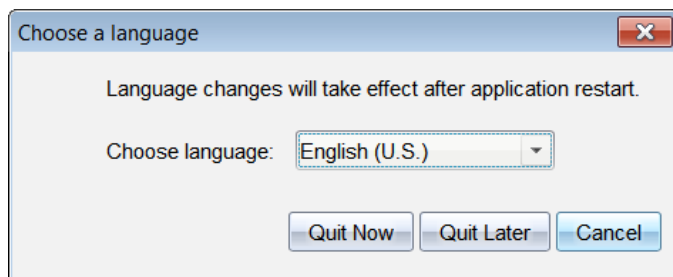 Choose a language
Language changes will take effect after application restart.
Choose language: English (U.S.)
Quit Now Quit Later Cancel